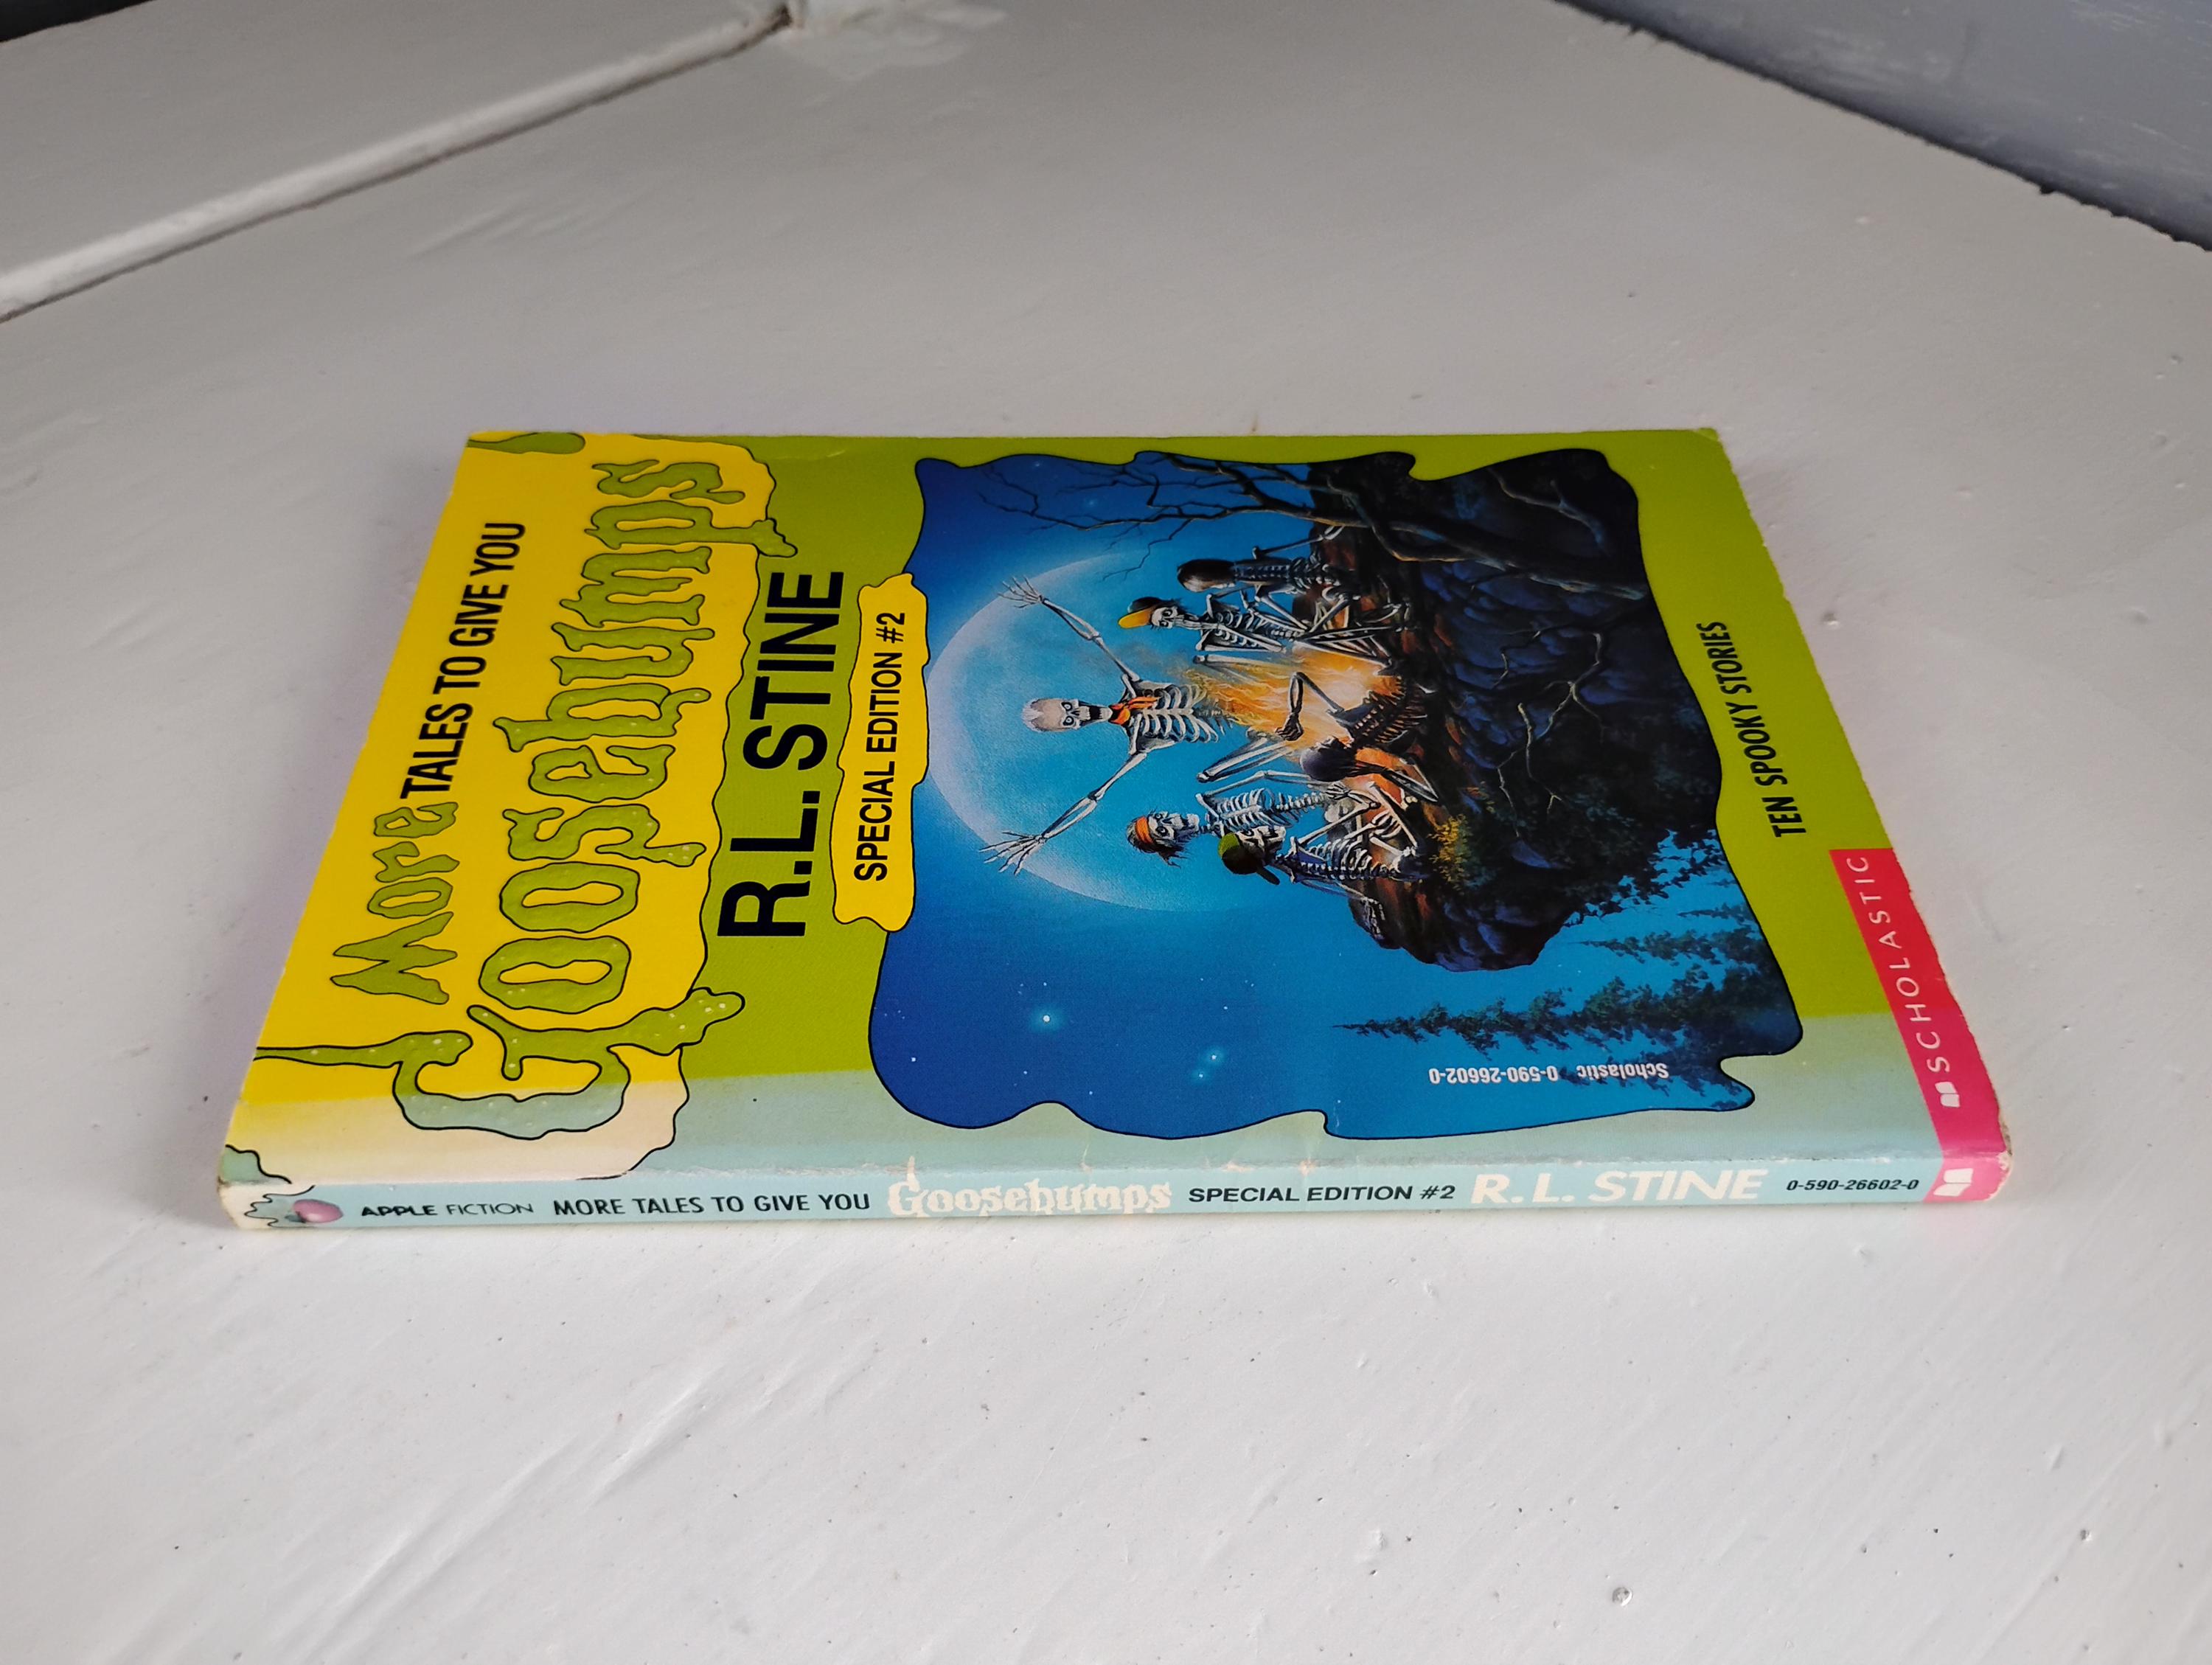 More TALES TO GIVE YOU
Goosebumps
R.L. STINE
SPECIAL EDITION #2
Scholastic 0-590-26602-0
TEN SPOOKY STORIES
SCHOLASTIC
APPLE FICTION MORE TALES TO GIVE YOU Goosebumps SPECIAL EDITION #2 R.L. STINE 0-590-26602-0